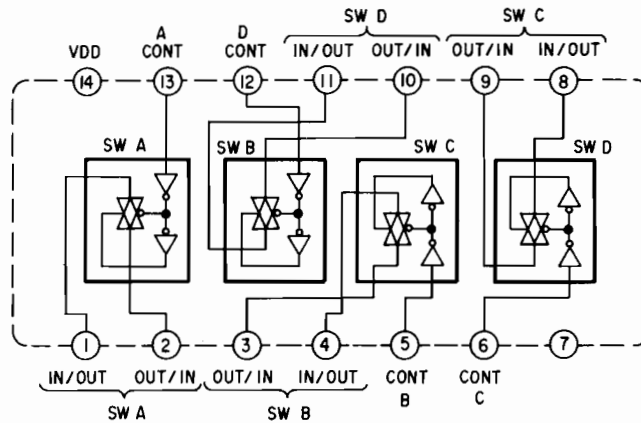 SW D
SW C
VDD
A CONT
D CONT
IN/OUT
OUT/IN
OUT/IN
IN/OUT
14
13
12
11
10
9
8
SW A
SW B
SW C
SW D
1
2
3
4
5
6
7
IN/OUT
OUT/IN
OUT/IN
IN/OUT
CONT B
CONT C
SW A
SW B